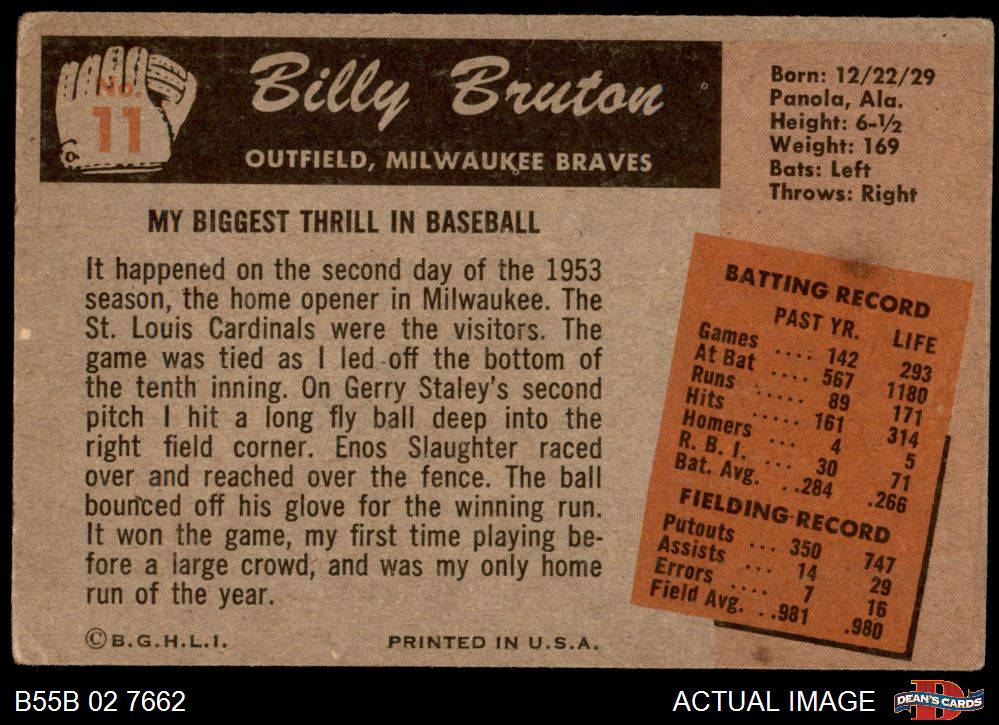 No.
11
Billy Bruton
OUTFIELD, MILWAUKEE BRAVES
Born: 12/22/29
Panola, Ala.
Height: 6-½
Weight: 169
Bats: Left
Throws: Right
MY BIGGEST THRILL IN BASEBALL
It happened on the second day of the 1953
season, the home opener in Milwaukee. The
St. Louis Cardinals were the visitors. The
game was tied as I led off the bottom of
the tenth inning. On Gerry Staley's second
pitch I hit a long fly ball deep into the
right field corner. Enos Slaughter raced
over and reached over the fence. The ball
bounced off his glove for the winning run.
It won the game, my first time playing be-
fore a large crowd, and was my only home
run of the year.
BATTING RECORD
PAST YR. LIFE
Games .... 142 293
At Bat .... 567 1180
Runs ..... 89 171
Hits ..... 161 314
Homers ... 4 5
R. B. I. ... 30 71
Bat. Avg. ..284 .266
FIELDING RECORD
Putouts ... 350 747
Assists ... 14 29
Errors .... 7 16
Field Avg. ..981 .980
©B.G.H.L.I. PRINTED IN U.S.A.
B55B 02 7662 ACTUAL IMAGE
D
DEAN'S CARDS